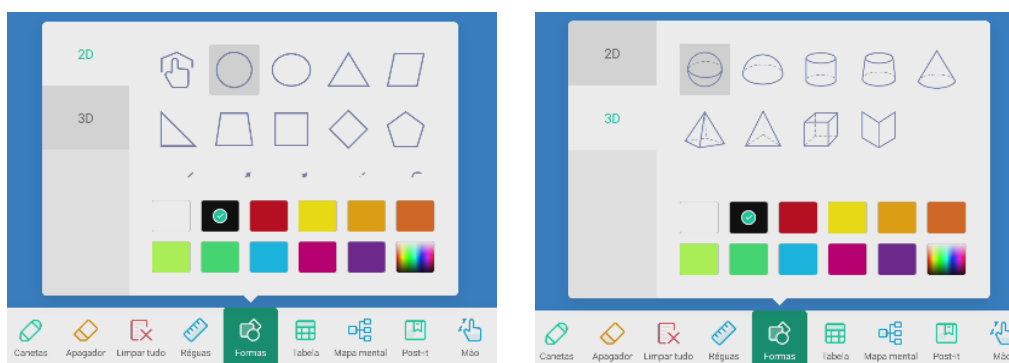 2D
3D
Canetas Apagador Limpar tudo Réguas Formas Tabela Mapa mental Post-it Mão
2D
3D
Canetas Apagador Limpar tudo Réguas Formas Tabela Mapa mental Post-it Mão